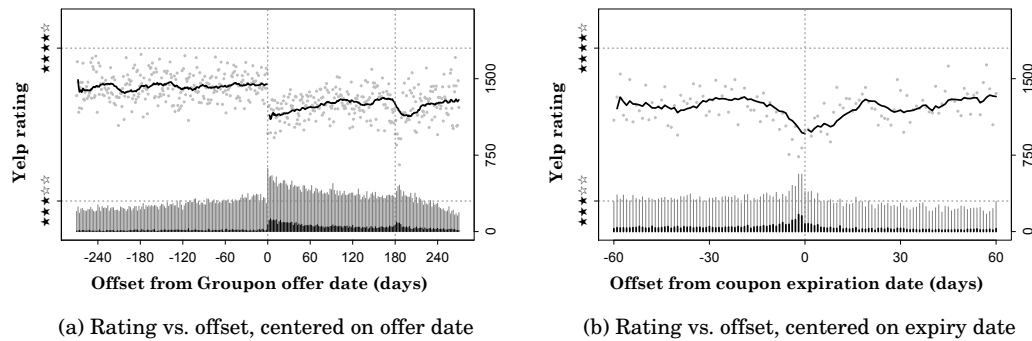 ★★★★☆
★★★☆☆
Yelp rating
1500
750
0
-240 -180 -120 -60 0 60 120 180 240
Offset from Groupon offer date (days)
(a) Rating vs. offset, centered on offer date
★★★★☆
★★★☆☆
Yelp rating
1500
750
0
-60 -30 0 30 60
Offset from coupon expiration date (days)
(b) Rating vs. offset, centered on expiry date